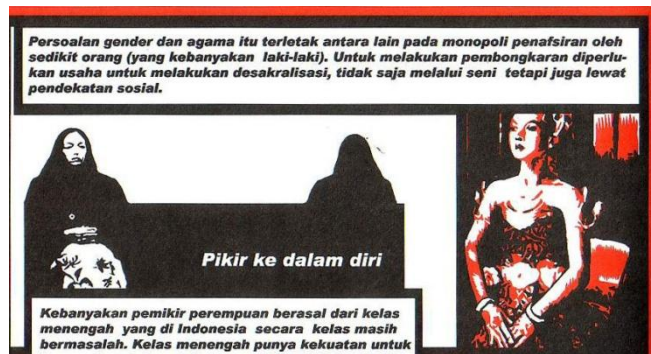 Persoalan gender dan agama itu terletak antara lain pada monopoli penafsiran oleh
sedikit orang (yang kebanyakan laki-laki). Untuk melakukan pembongkaran diperlu-
kan usaha untuk melakukan desakralisasi, tidak saja melalui seni tetapi juga lewat
pendekatan sosial.
Pikir ke dalam diri
Kebanyakan pemikir perempuan berasal dari kelas
menengah yang di Indonesia secara kelas masih
bermasalah. Kelas menengah punya kekuatan untuk